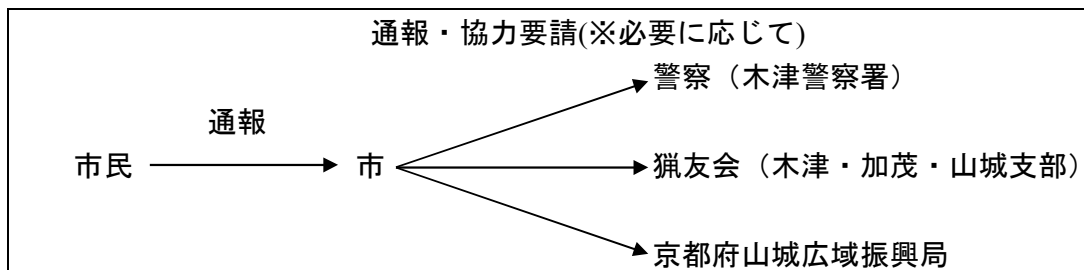 通報・協力要請(※必要に応じて)
警察（木津警察署）
通報
市民
市
猟友会（木津・加茂・山城支部）
京都府山城広域振興局